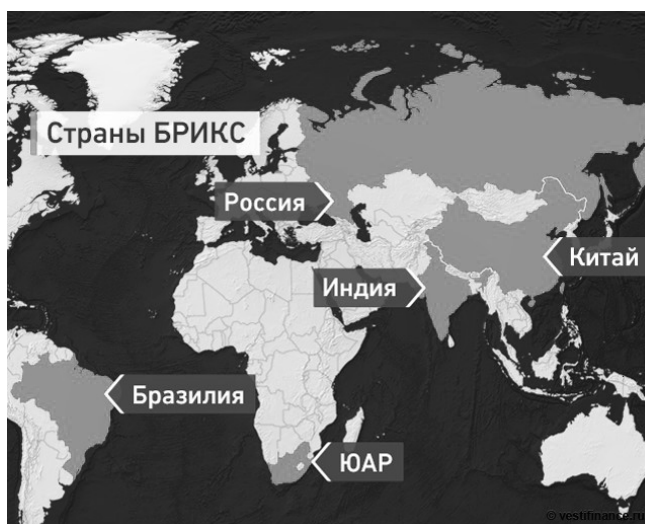 Страны БРИКС
Россия
Китай
Индия
Бразилия
ЮАР
© vestifinance.ru